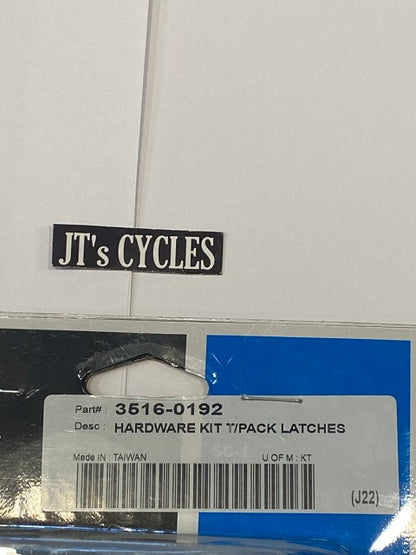 JT's CYCLES
Part# : 3516-0192
Desc : HARDWARE KIT T/PACK LATCHES
Made IN : TAIWAN U OF M : KT
(J22)